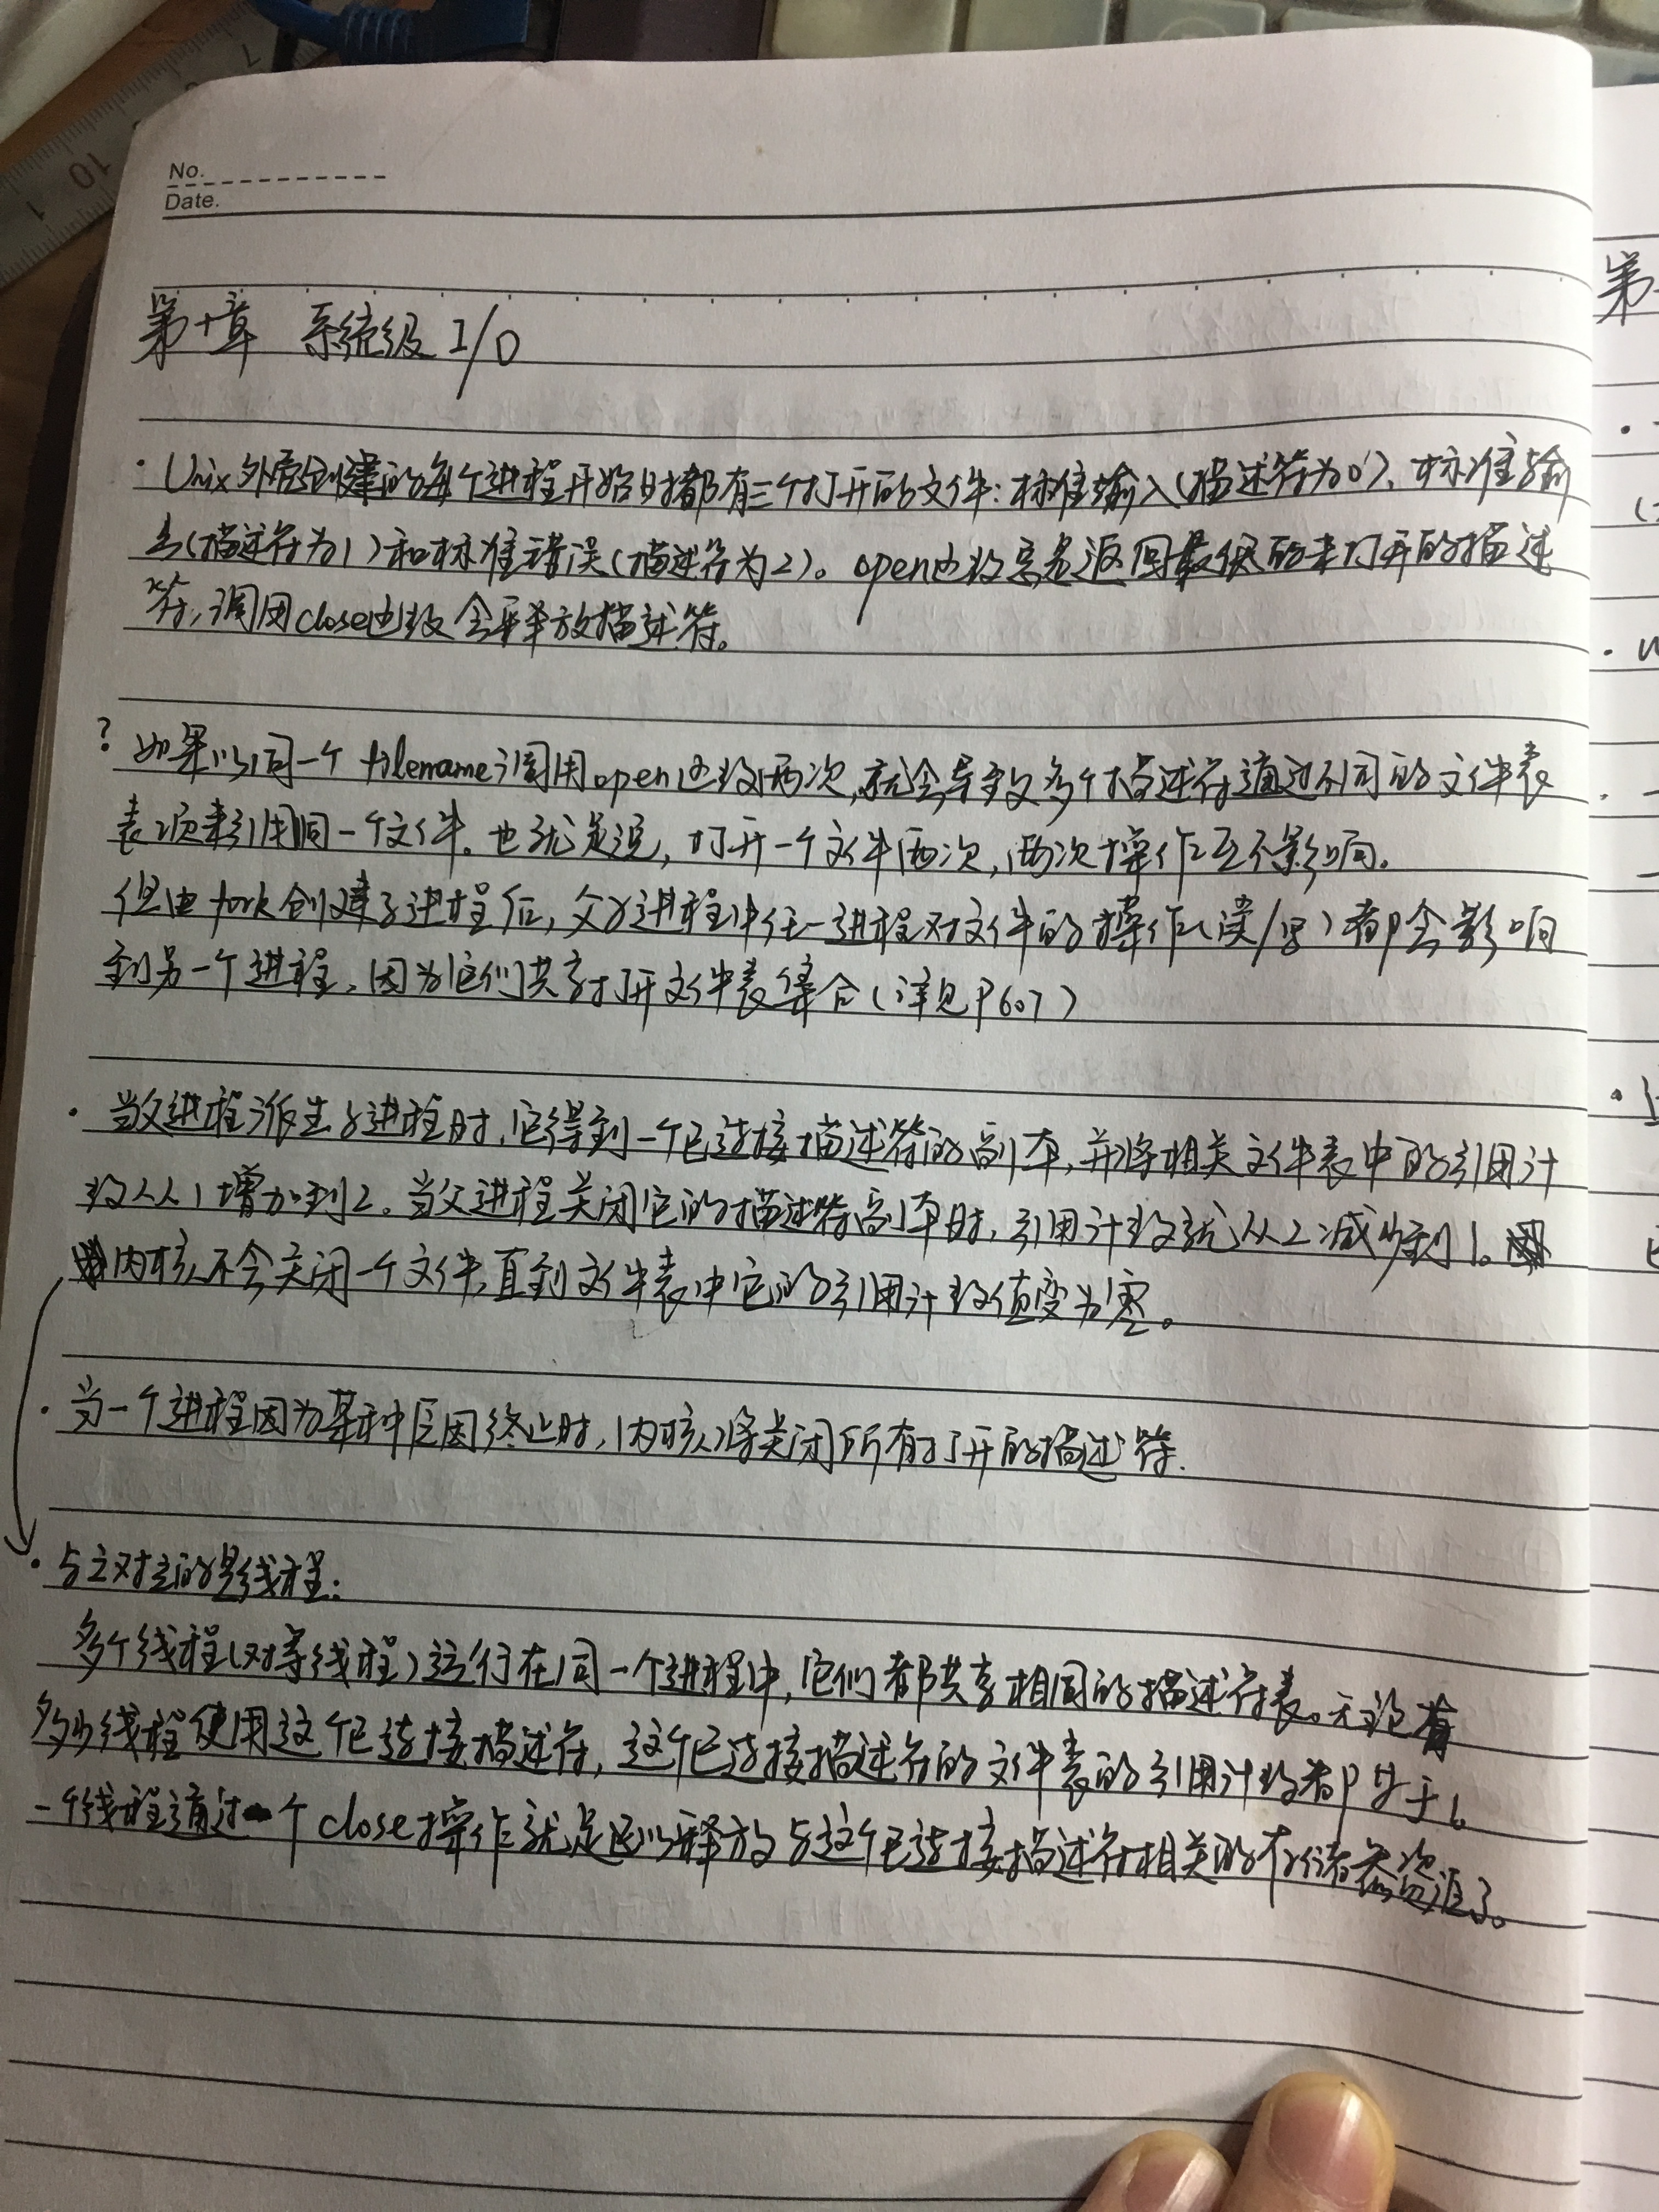 No.
Date.
第十章 系统级 I/O
· Unix外壳创建的每个进程开始时都有三个打开的文件:标准输入(描述符为0)、标准输
出(描述符为1)和标准错误(描述符为2)。open函数总是返回最低的未打开的描述
符,调用close函数会释放描述符。
? 如果以同一个filename调用open函数两次,就会导致多个描述符通过不同的文件表
表项来引用同一个文件。也就是说,打开一个文件两次,两次操作互不影响。
但由fork创建子进程后,父子进程中任一进程对文件的操作(读/写)都会影响
到另一个进程。因为它们共享打开文件表集合(详见P607)
· 当父进程派生子进程时,它得到一个已连接描述符的副本,并将相关文件表中的引用计
数从1增加到2。当父进程关闭它的描述符副本时,引用计数就从2减少到1。
内核不会关闭一个文件,直到文件表中它的引用计数值变为零。
· 当一个进程因为某种原因终止时,内核将关闭所有打开的描述符.
· 与之对应的是线程:
多个线程(对等线程)运行在同一个进程中,它们都共享相同的描述符表。无论有
多少线程使用这个已连接描述符,这个已连接描述符的文件表的引用计数都等于1。
一个线程通过一个close操作就足以释放与这个已连接描述符相关的存储器资源了。